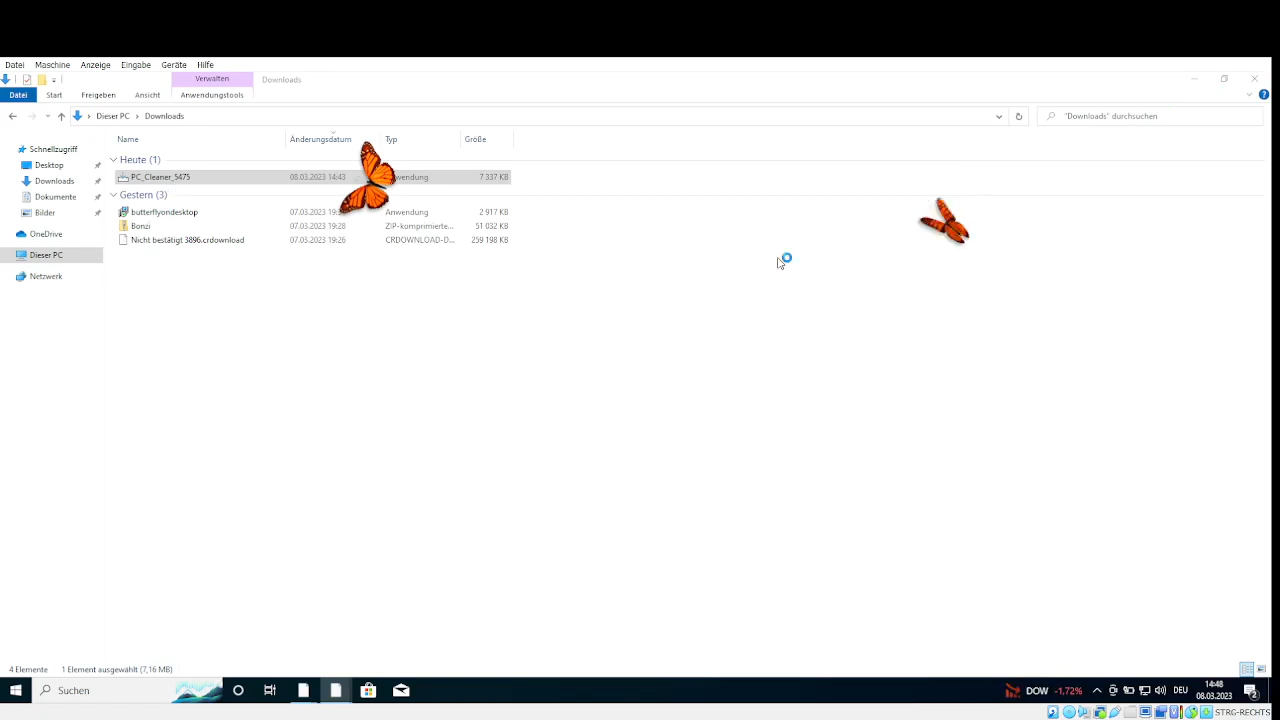 Datei Maschine Anzeige Eingabe Geräte Hilfe
Verwalten Downloads
Datei Start Freigeben Ansicht Anwendungstools
Dieser PC Downloads "Downloads" durchsuchen
Name Änderungsdatum Typ Größe
Schnellzugriff
Desktop
Downloads
Dokumente
Bilder
OneDrive
Dieser PC
Netzwerk
Heute (1)
PC_Cleaner_5475 08.03.2023 14:43 7 337 KB
Gestern (3)
butterflyondesktop 07.03.2023 Anwendung 2 917 KB
Bonzi 07.03.2023 19:28 ZIP-komprimierte... 51 032 KB
Nicht bestätigt 3896.crdownload 07.03.2023 19:26 CRDOWNLOAD-D... 259 198 KB
4 Elemente 1 Element ausgewählt (7,16 MB)
Suchen DOW -1,72% DEU 14:48
08.03.2023 2
STRG-RECHTS